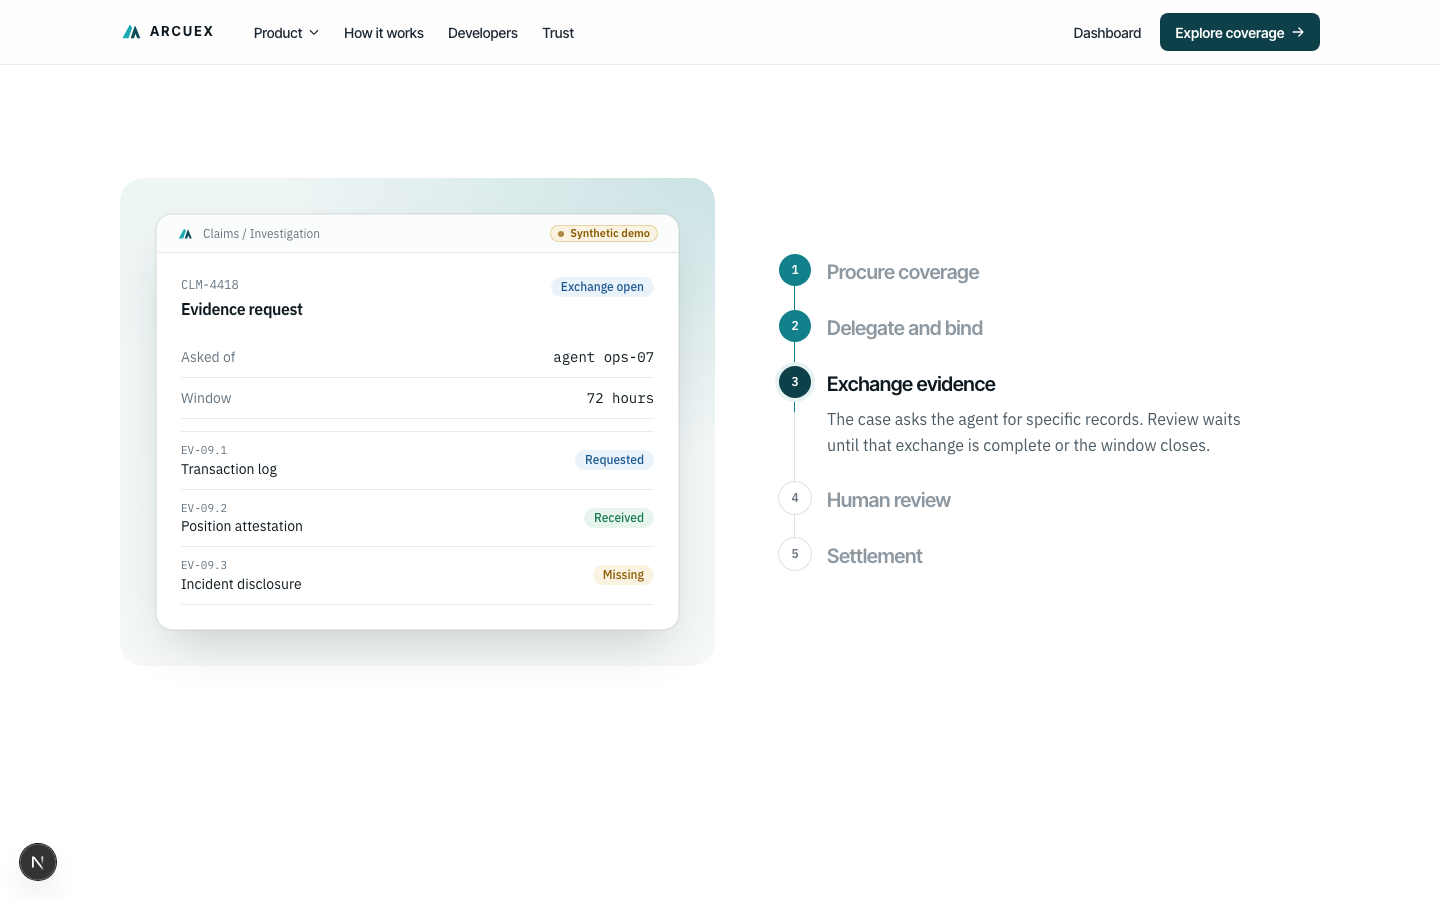 ARCUEX
Product
How it works
Developers
Trust
Dashboard
Explore coverage →
Claims / Investigation
Synthetic demo
CLM-4418
Exchange open
Evidence request
Asked of
agent ops-07
Window
72 hours
EV-09.1
Transaction log
Requested
EV-09.2
Position attestation
Received
EV-09.3
Incident disclosure
Missing
1
Procure coverage
2
Delegate and bind
3
Exchange evidence
The case asks the agent for specific records. Review waits
until that exchange is complete or the window closes.
4
Human review
5
Settlement
N